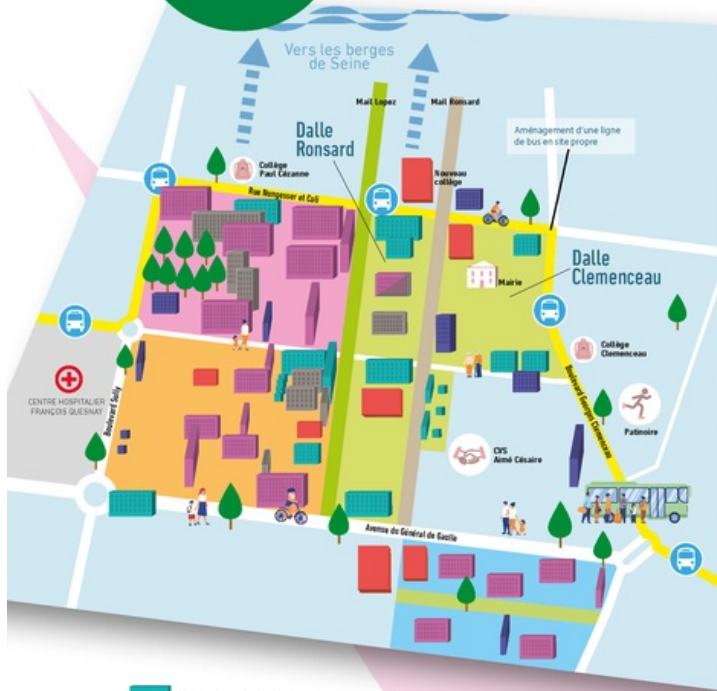 Vers les berges
de Seine
Mail Lopez
Mail Ronsard
Dalle
Ronsard
Aménagement d'une ligne
de bus en site propre
Collège
Paul Cézanne
Nouveau
collège
Rue Nungesser et Coli
Dalle
Clemenceau
Mairie
Collège
Clemenceau
CENTRE HOSPITALIER
FRANÇOIS QUESNAY
Boulevard Sully
Boulevard Georges Clemenceau
Patinoire
CVS
Aimé Césaire
Avenue du Général de Gaulle